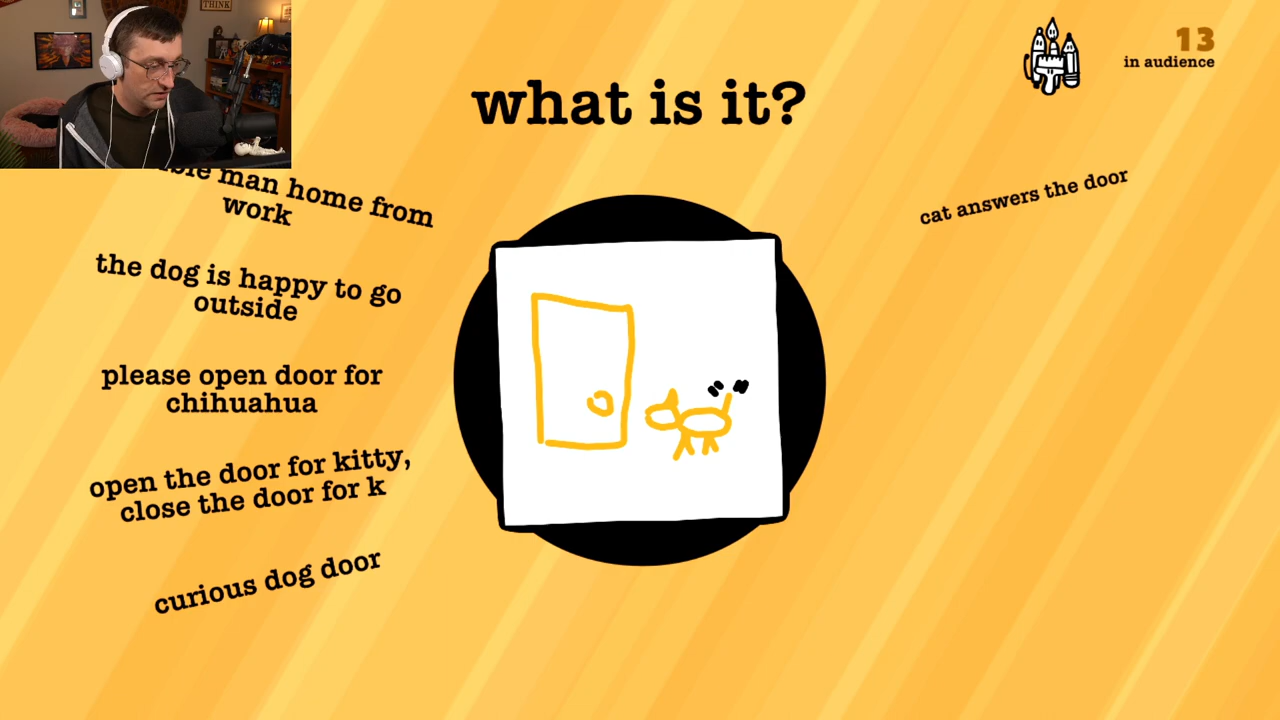 THINK
13
in audience
what is it?
man home from
work
the dog is happy to go
outside
please open door for
chihuahua
open the door for kitty,
close the door for k
curious dog door
cat answers the door